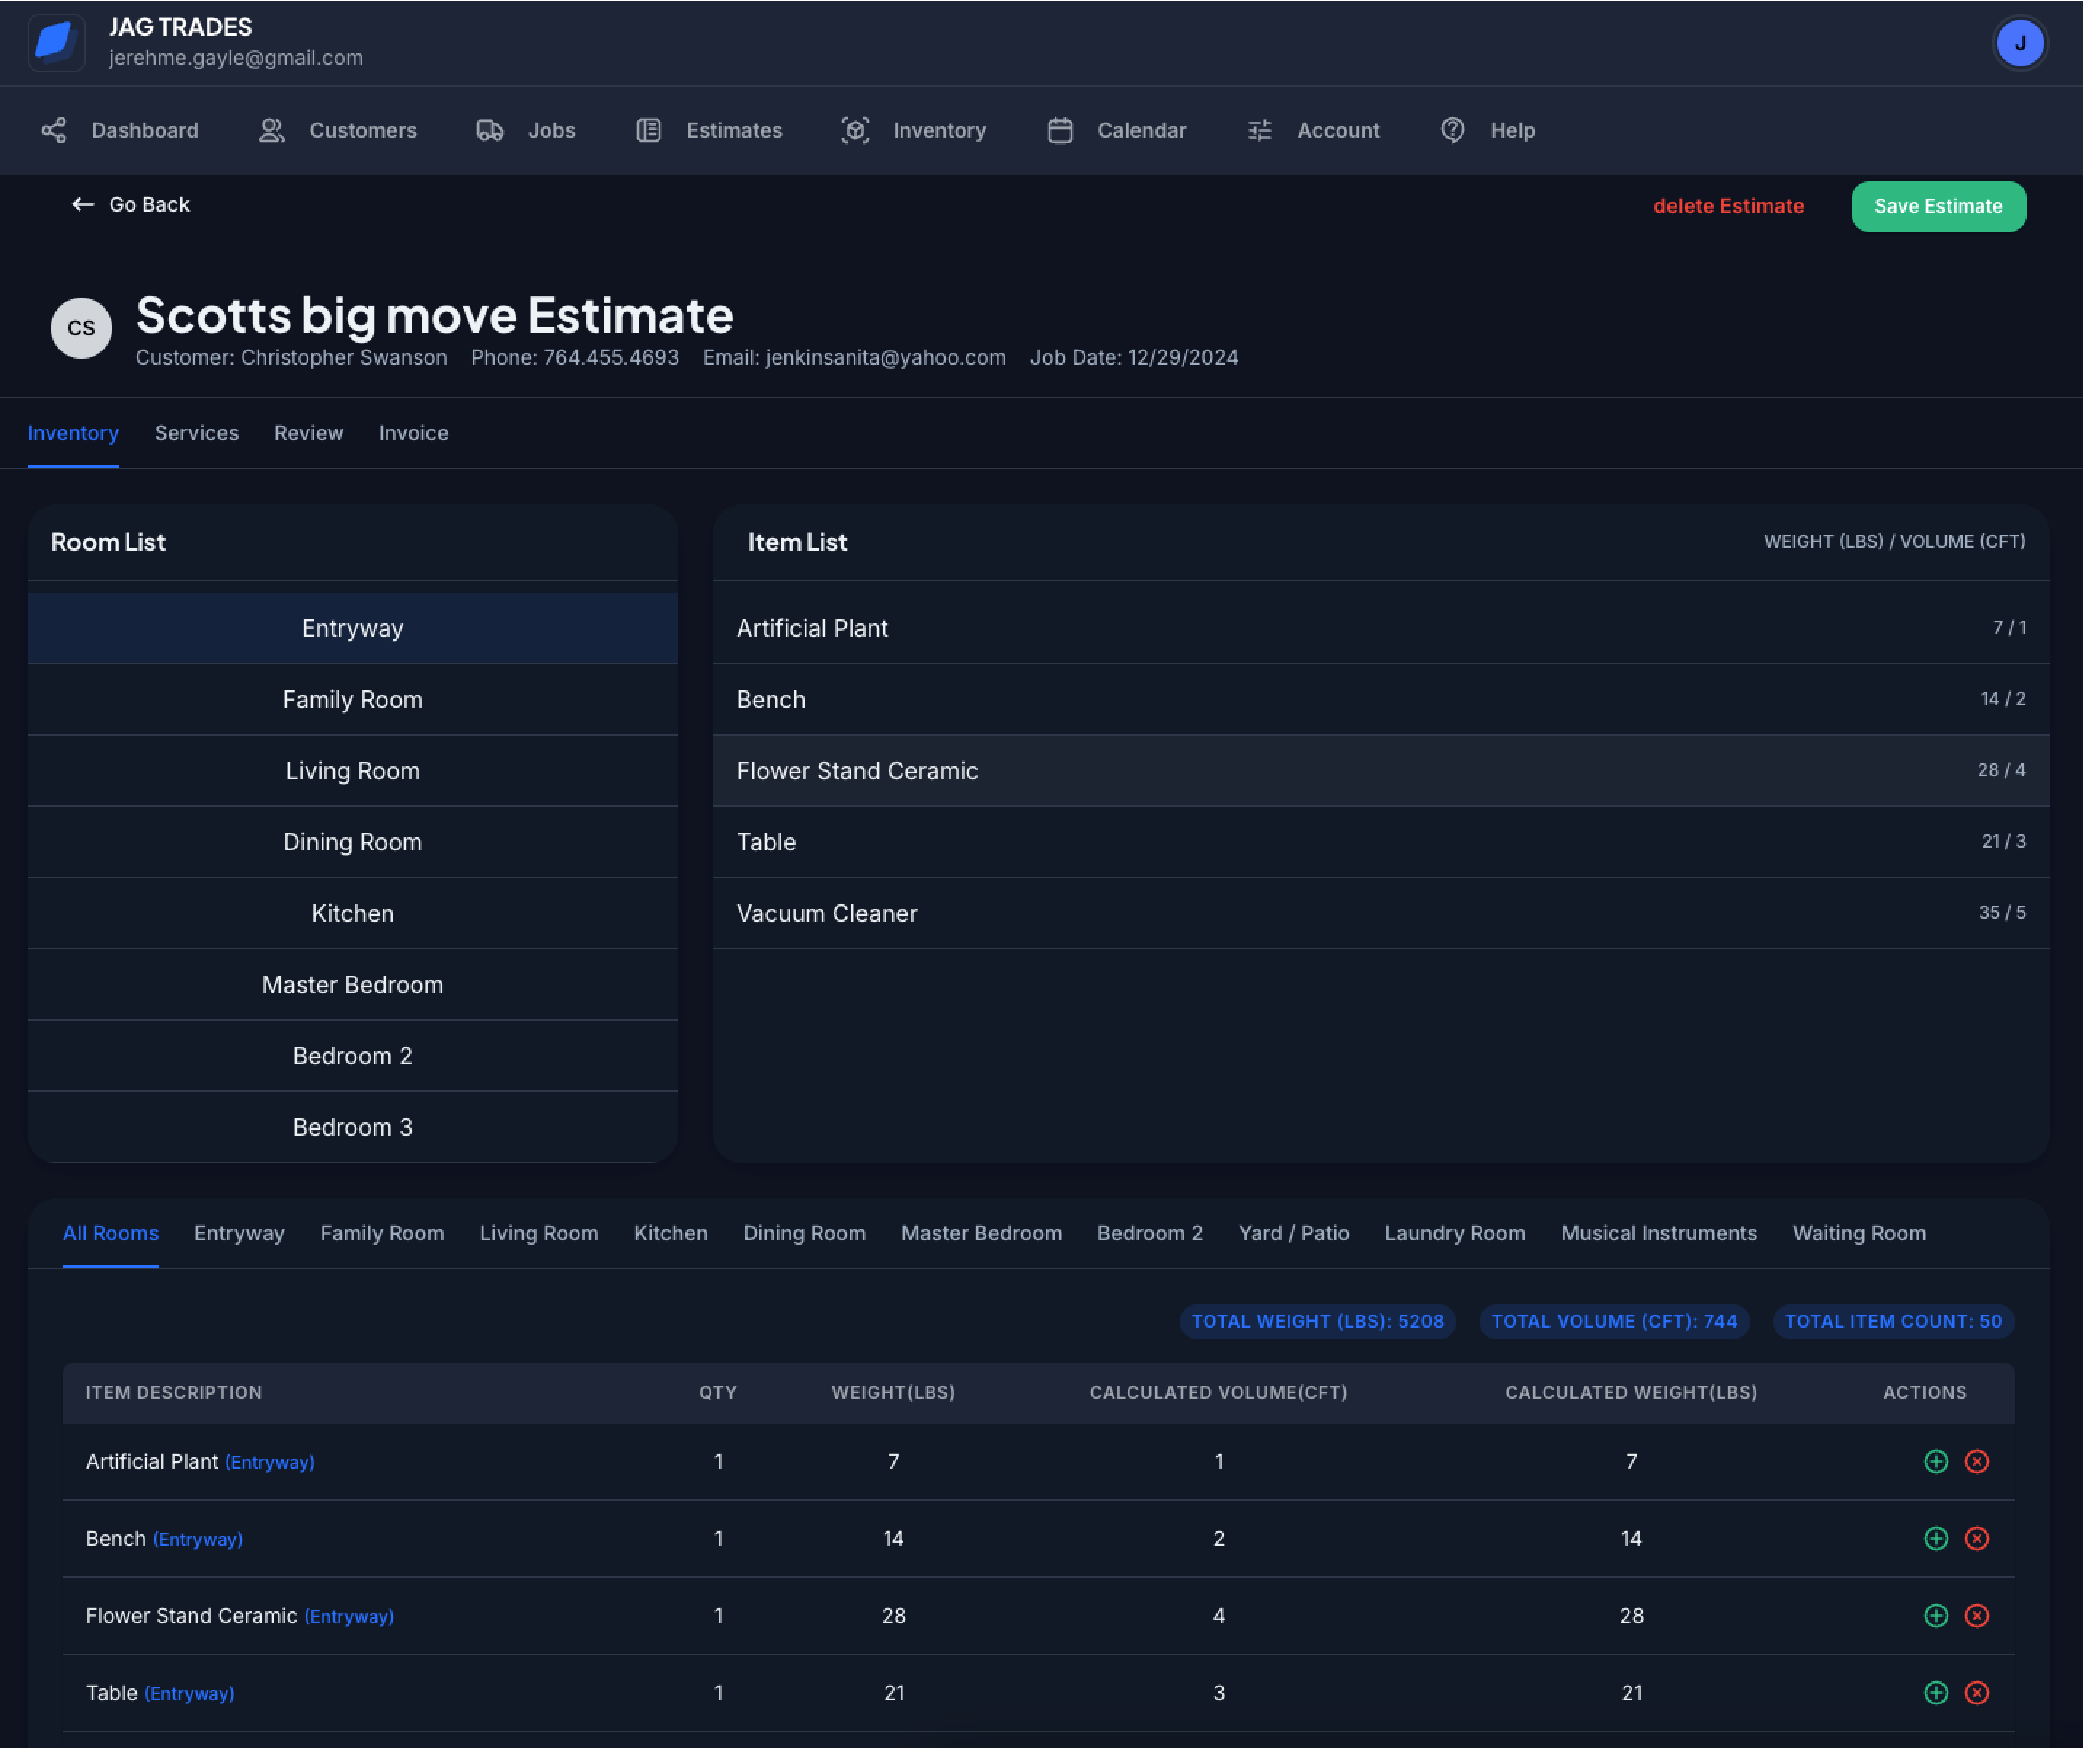 JAG TRADES
jerehme.gayle@gmail.com
J
Dashboard Customers Jobs Estimates Inventory Calendar Account Help
Go Back delete Estimate Save Estimate
CS
Scotts big move Estimate
Customer: Christopher Swanson Phone: 764.455.4693 Email: jenkinsanita@yahoo.com Job Date: 12/29/2024
Inventory Services Review Invoice
Room List
Entryway
Family Room
Living Room
Dining Room
Kitchen
Master Bedroom
Bedroom 2
Bedroom 3
Item List WEIGHT (LBS) / VOLUME (CFT)
Artificial Plant 7 / 1
Bench 14 / 2
Flower Stand Ceramic 28 / 4
Table 21 / 3
Vacuum Cleaner 35 / 5
All Rooms Entryway Family Room Living Room Kitchen Dining Room Master Bedroom Bedroom 2 Yard / Patio Laundry Room Musical Instruments Waiting Room
TOTAL WEIGHT (LBS): 5208 TOTAL VOLUME (CFT): 744 TOTAL ITEM COUNT: 50
ITEM DESCRIPTION QTY WEIGHT(LBS) CALCULATED VOLUME(CFT) CALCULATED WEIGHT(LBS) ACTIONS
Artificial Plant (Entryway) 1 7 1 7
Bench (Entryway) 1 14 2 14
Flower Stand Ceramic (Entryway) 1 28 4 28
Table (Entryway) 1 21 3 21